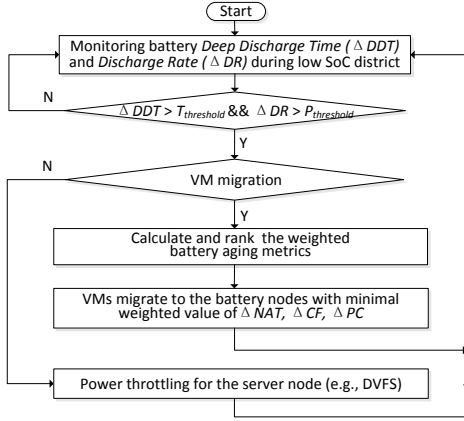 Start
Monitoring battery Deep Discharge Time ( Δ DDT)
and Discharge Rate ( Δ DR) during low SoC district
N
Δ DDT > Tthreshold && Δ DR > Pthreshold
Y
N
VM migration
Y
Calculate and rank the weighted
battery aging metrics
VMs migrate to the battery nodes with minimal
weighted value of Δ NAT, Δ CF, Δ PC
Power throttling for the server node (e.g., DVFS)